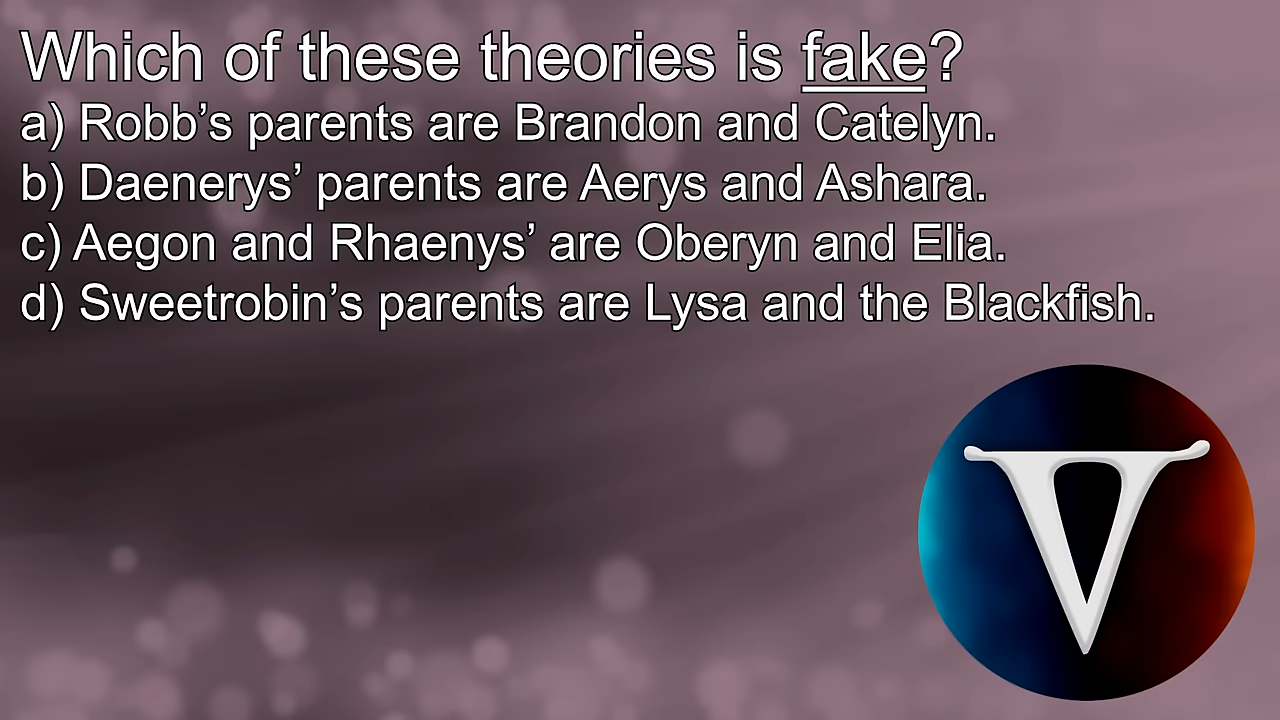 Which of these theories is fake?
a) Robb’s parents are Brandon and Catelyn.
b) Daenerys’ parents are Aerys and Ashara.
c) Aegon and Rhaenys’ are Oberyn and Elia.
d) Sweetrobin’s parents are Lysa and the Blackfish.
V